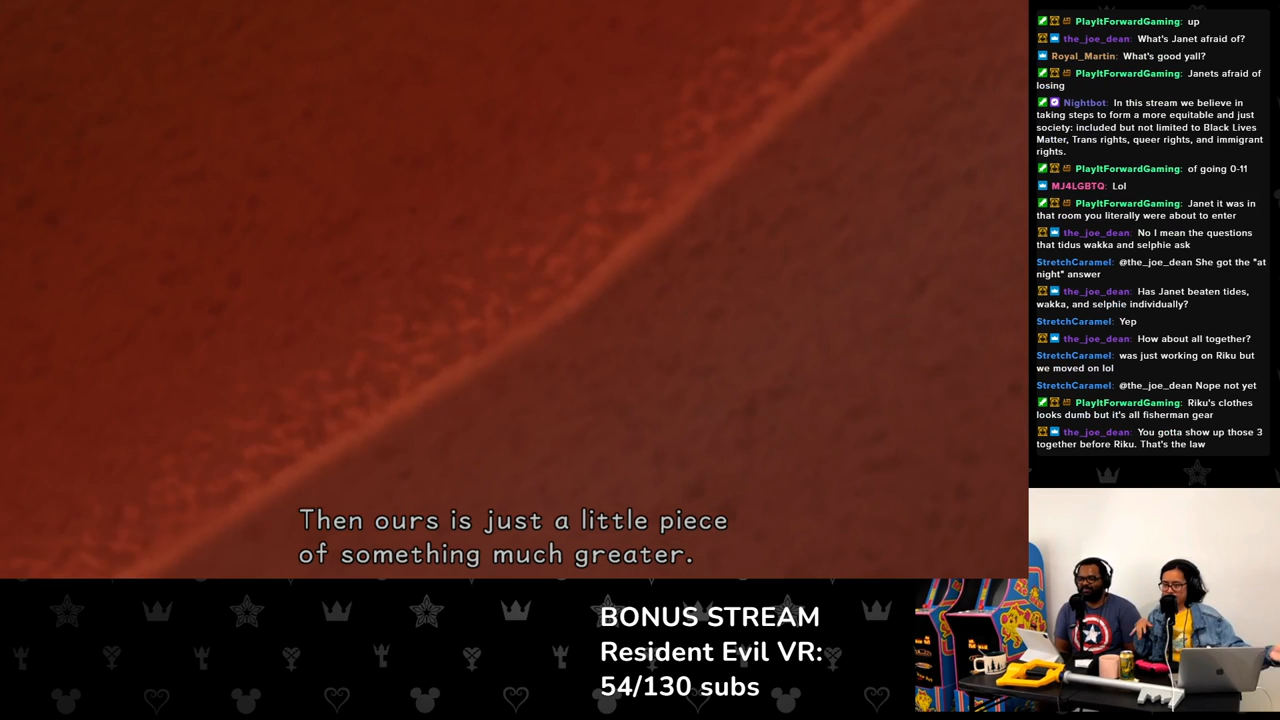 PlayItForwardGaming: up
the_joe_dean: What's Janet afraid of?
Royal_Martin: What's good yall?
PlayItForwardGaming: Janets afraid of
losing
Nightbot: In this stream we believe in
taking steps to form a more equitable and just
society: included but not limited to Black Lives
Matter, Trans rights, queer rights, and immigrant
rights.
PlayItForwardGaming: of going 0-11
MJ4LGBTQ: Lol
PlayItForwardGaming: Janet it was in
that room you literally were about to enter
the_joe_dean: No I mean the questions
that tidus wakka and selphie ask
StretchCaramel: @the_joe_dean She got the "at
night" answer
the_joe_dean: Has Janet beaten tides,
wakka, and selphie individually?
StretchCaramel: Yep
the_joe_dean: How about all together?
StretchCaramel: was just working on Riku but
we moved on lol
StretchCaramel: @the_joe_dean Nope not yet
PlayItForwardGaming: Riku's clothes
looks dumb but it's all fisherman gear
the_joe_dean: You gotta show up those 3
together before Riku. That's the law
Then ours is just a little piece
of something much greater.
BONUS STREAM
Resident Evil VR:
54/130 subs